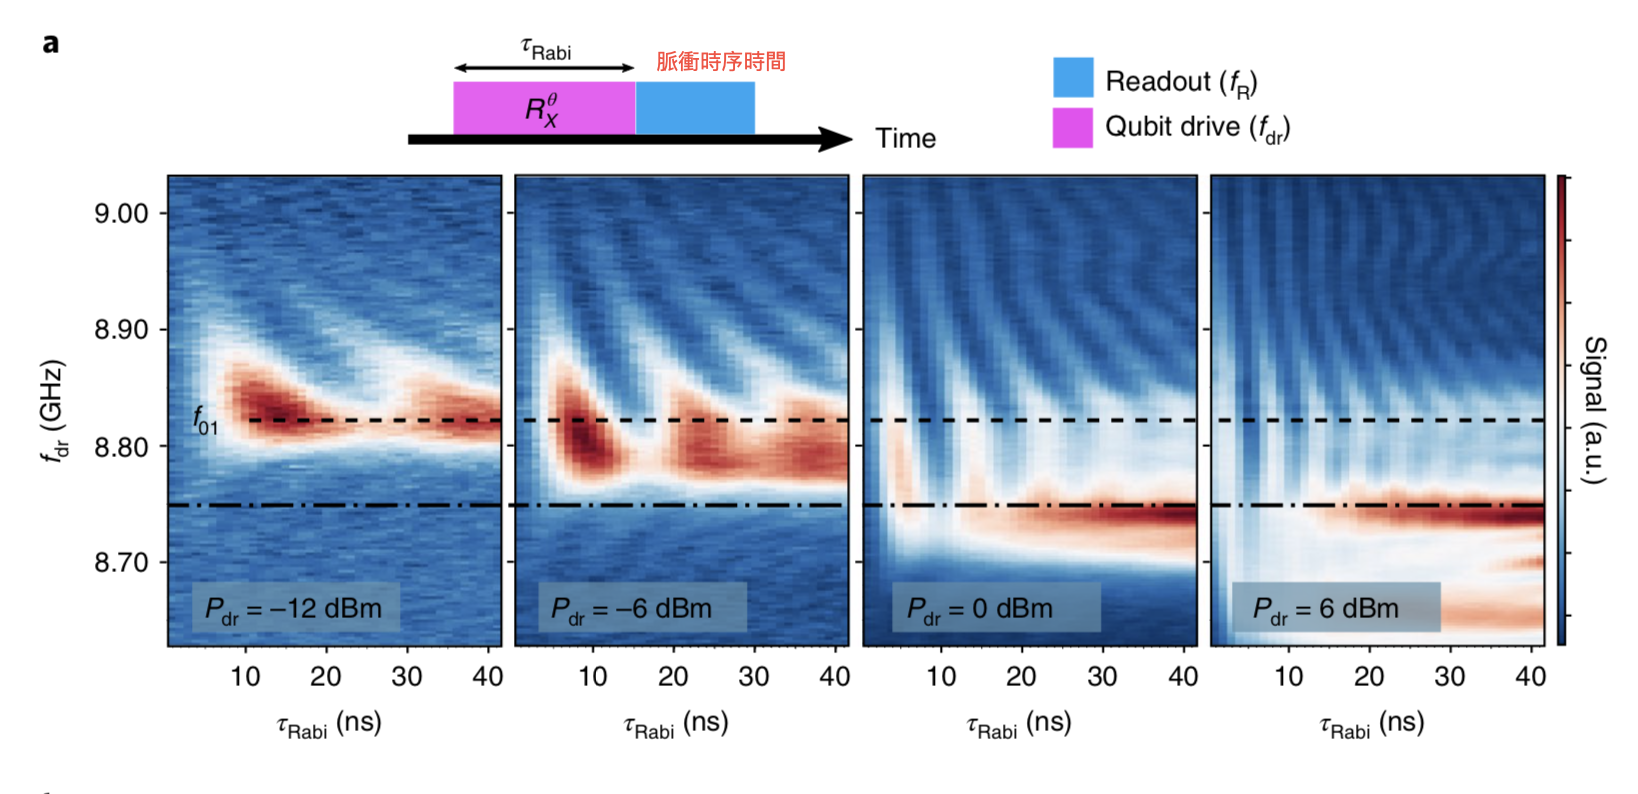 a
τRabi
脈衝時序時間
RXθ
Time
Readout (fR)
Qubit drive (fdr)
9.00
8.90
8.80
8.70
fdr (GHz)
f01
Pdr = –12 dBm
Pdr = –6 dBm
Pdr = 0 dBm
Pdr = 6 dBm
10 20 30 40
10 20 30 40
10 20 30 40
10 20 30 40
τRabi (ns)
τRabi (ns)
τRabi (ns)
τRabi (ns)
Signal (a.u.)